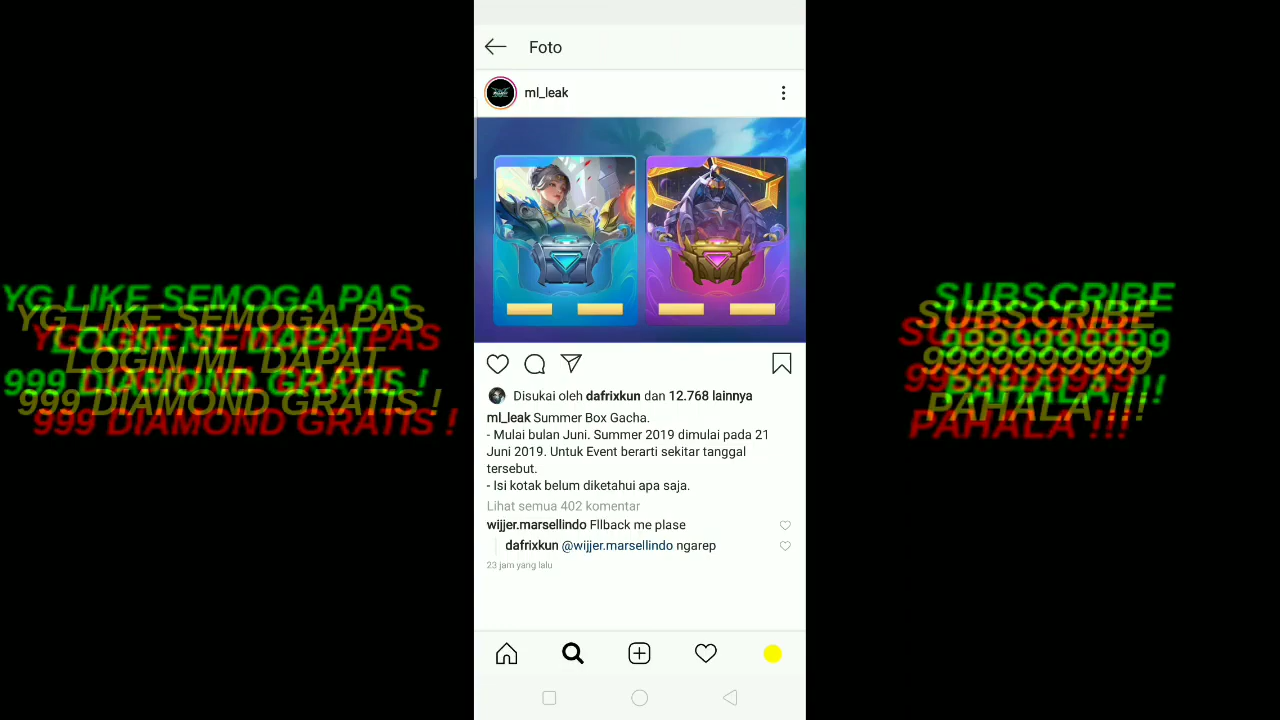 Foto
ml_leak
Disukai oleh dafrixkun dan 12.768 lainnya
ml_leak Summer Box Gacha.
- Mulai bulan Juni. Summer 2019 dimulai pada 21
Juni 2019. Untuk Event berarti sekitar tanggal
tersebut.
- Isi kotak belum diketahui apa saja.
Lihat semua 402 komentar
wijjer.marsellindo Fllback me plase
dafrixkun @wijjer.marsellindo ngarep
23 jam yang lalu
YG LIKE SEMOGA PAS
LOGIN ML DAPAT
999 DIAMOND GRATIS !
SUBSCRIBE
9999999999
PAHALA !!!